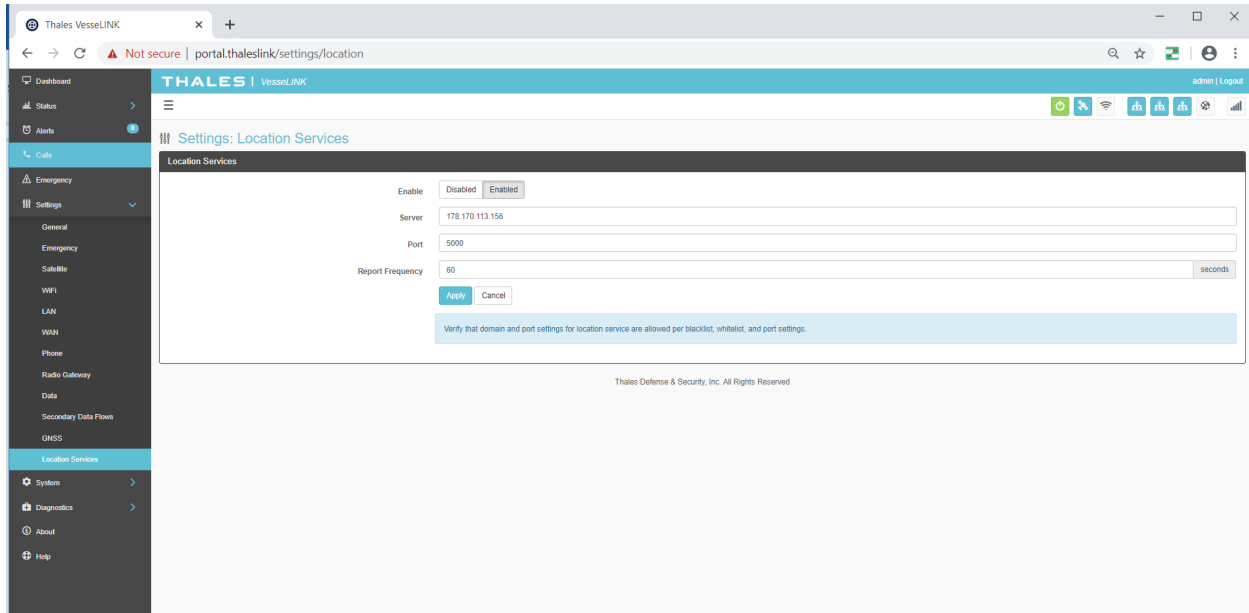 Thales VesseLINK
Not secure | portal.thaleslink/settings/location
Dashboard
Status
Alerts 0
Calls
Emergency
Settings
General
Emergency
Satellite
WiFi
LAN
WAN
Phone
Radio Gateway
Data
Secondary Data Flows
GNSS
Location Services
System
Diagnostics
About
Help
THALES | VesseLINK
admin | Logout
Settings: Location Services
Location Services
Enable Disabled Enabled
Server 178.170.113.156
Port 5000
Report Frequency 60 seconds
Apply Cancel
Verify that domain and port settings for location service are allowed per blacklist, whitelist, and port settings.
Thales Defense & Security, Inc. All Rights Reserved